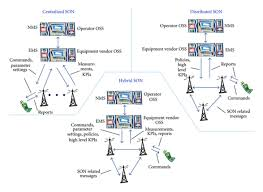 Centralized SON
NMS
Operator OSS
EMS
Equipment vendor OSS
Commands,
parameter
settings
Measure-
ments,
KPIs
Reports
Distributed SON
NMS
Operator OSS
EMS
Equipment vendor OSS
Policies,
high level
KPIs
Reports
Commands
SON related
messages
Hybrid SON
NMS
Operator OSS
EMS
Equipment vendor OSS
Commands,
parameter
settings, policies,
high level KPIs
Measurements,
KPIs, reports
Commands
SON related
messages